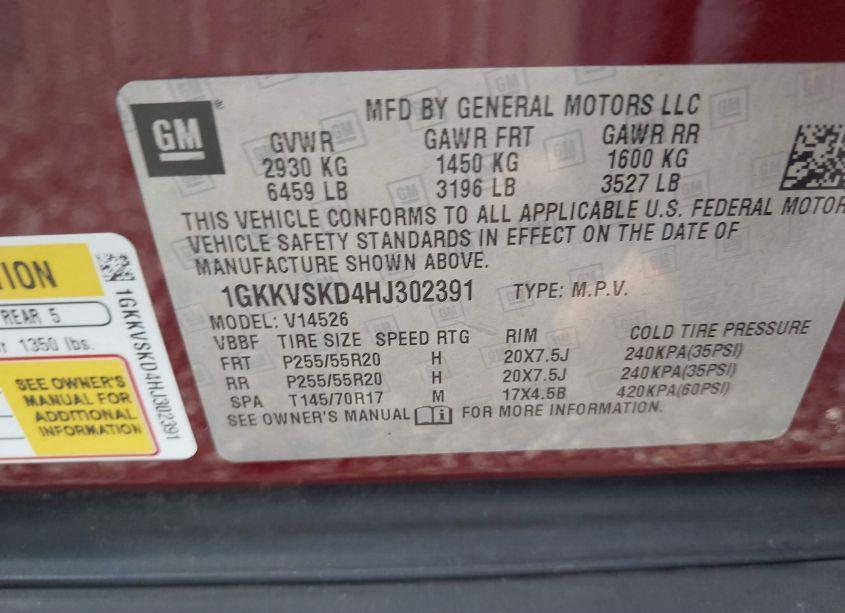 GM
MFD BY GENERAL MOTORS LLC
GVWR GAWR FRT GAWR RR
2930 KG 1450 KG 1600 KG
6459 LB 3196 LB 3527 LB
THIS VEHICLE CONFORMS TO ALL APPLICABLE U.S. FEDERAL MOTOR
VEHICLE SAFETY STANDARDS IN EFFECT ON THE DATE OF
MANUFACTURE SHOWN ABOVE.
1GKKVSKD4HJ302391 TYPE: M.P.V.
MODEL: V14526
VBBF TIRE SIZE SPEED RTG RIM COLD TIRE PRESSURE
FRT P255/55R20 H 20X7.5J 240KPA(35PSI)
RR P255/55R20 H 20X7.5J 240KPA(35PSI)
SPA T145/70R17 M 17X4.5B 420KPA(60PSI)
SEE OWNER'S MANUAL FOR MORE INFORMATION.
TION
REAR 5
r 1350 lbs.
SEE OWNER'S
MANUAL FOR
ADDITIONAL
INFORMATION
1GKKVSKD4HJ302391